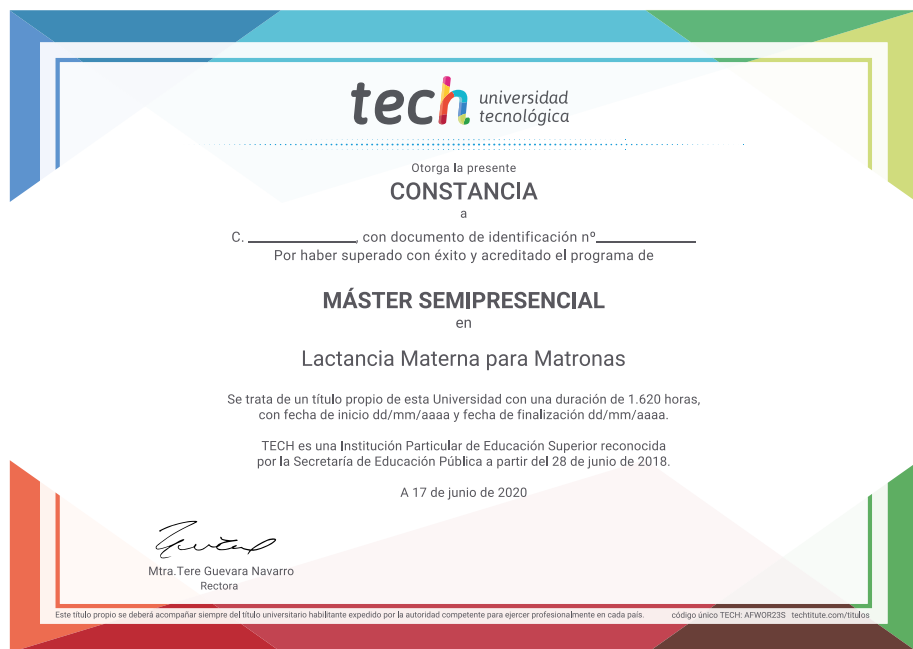 tech universidad
tecnológica
Otorga la presente
CONSTANCIA
a
C. ____________, con documento de identificación nº___________
Por haber superado con éxito y acreditado el programa de
MÁSTER SEMIPRESENCIAL
en
Lactancia Materna para Matronas
Se trata de un título propio de esta Universidad con una duración de 1.620 horas,
con fecha de inicio dd/mm/aaaa y fecha de finalización dd/mm/aaaa.
TECH es una Institución Particular de Educación Superior reconocida
por la Secretaría de Educación Pública a partir del 28 de junio de 2018.
A 17 de junio de 2020
Mtra.Tere Guevara Navarro
Rectora
Este título propio se deberá acompañar siempre del título universitario habilitante expedido por la autoridad competente para ejercer profesionalmente en cada país. código único TECH: AFWOR23S techtitute.com/titulos